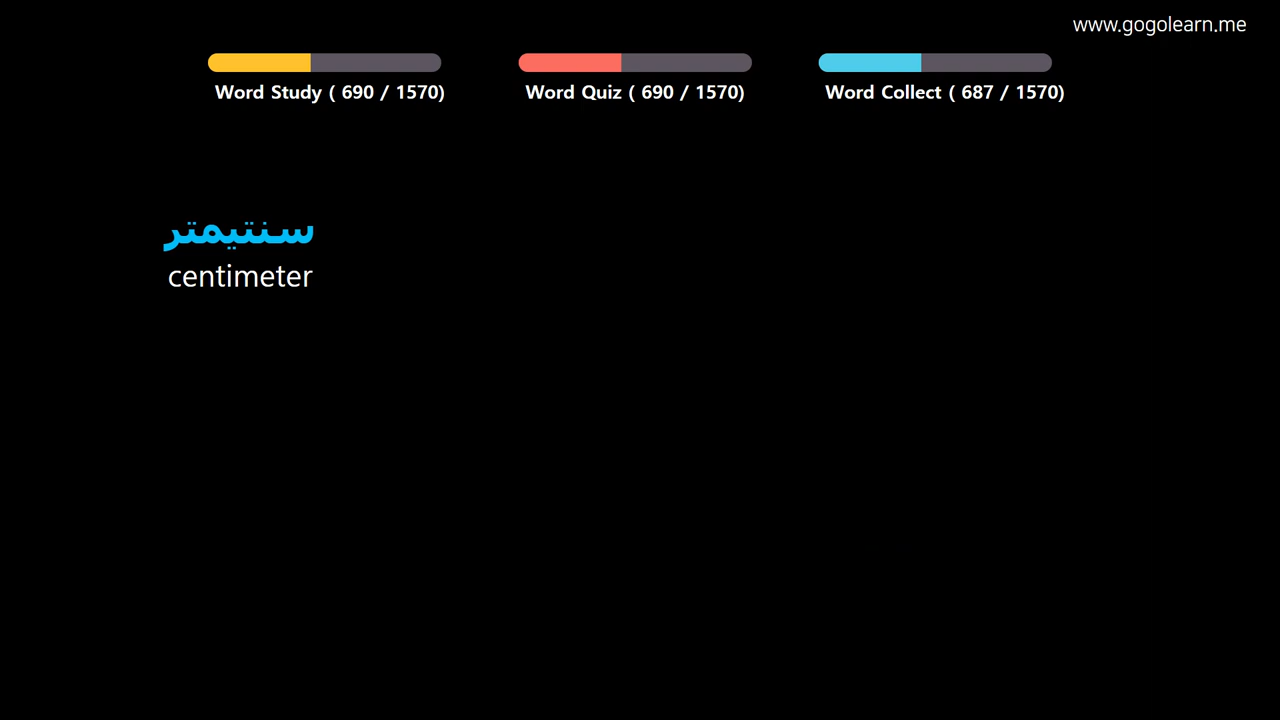 www.gogolearn.me
Word Study ( 690 / 1570)
Word Quiz ( 690 / 1570)
Word Collect ( 687 / 1570)
سنتیمتر
centimeter